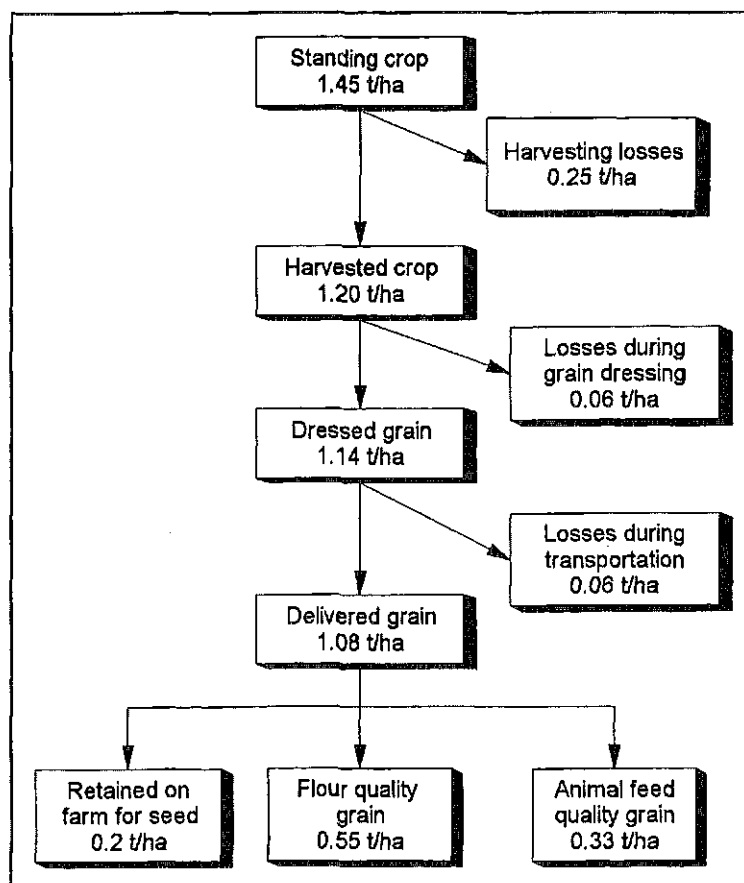 Standing crop
1.45 t/ha
Harvesting losses
0.25 t/ha
Harvested crop
1.20 t/ha
Losses during
grain dressing
0.06 t/ha
Dressed grain
1.14 t/ha
Losses during
transportation
0.06 t/ha
Delivered grain
1.08 t/ha
Retained on
farm for seed
0.2 t/ha
Flour quality
grain
0.55 t/ha
Animal feed
quality grain
0.33 t/ha